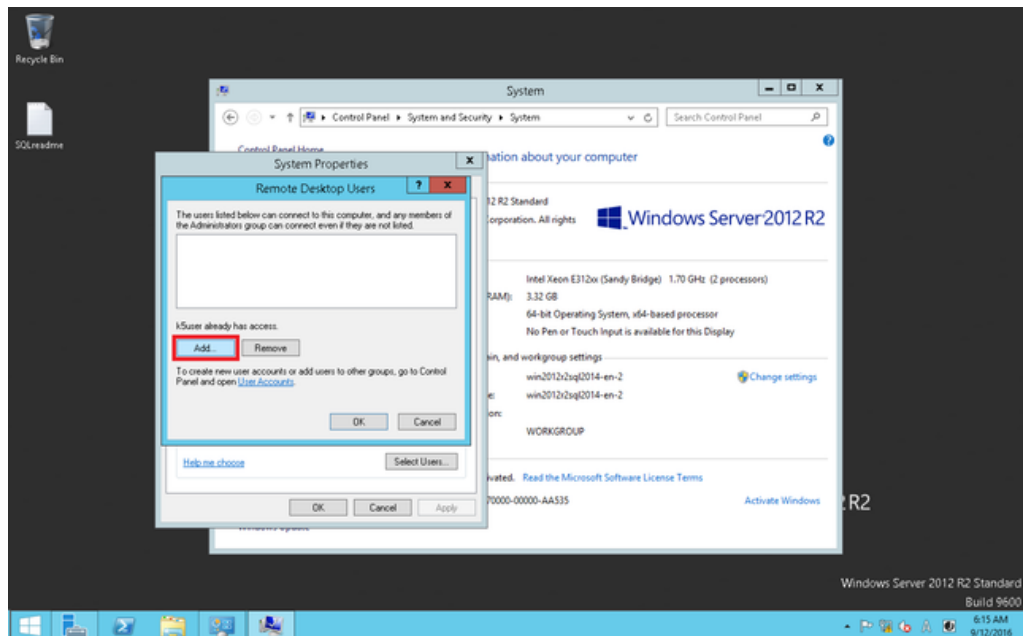 Recycle Bin
SQLreadme
System
Control Panel ▸ System and Security ▸ System
Search Control Panel
Control Panel Home
ation about your computer
System Properties
Remote Desktop Users
The users listed below can connect to this computer, and any members of
the Administrators group can connect even if they are not listed.
k5user already has access.
Add...
Remove
To create new user accounts or add users to other groups, go to Control
Panel and open User Accounts.
OK
Cancel
Help me choose
Select Users...
OK
Cancel
Apply
12 R2 Standard
Corporation. All rights
Windows Server 2012 R2
Intel Xeon E312xx (Sandy Bridge) 1.70 GHz (2 processors)
RAM): 3.32 GB
64-bit Operating System, x64-based processor
No Pen or Touch Input is available for this Display
in, and workgroup settings
win2012r2sql2014-en-2
Change settings
e: win2012r2sql2014-en-2
on:
WORKGROUP
vated. Read the Microsoft Software License Terms
70000-00000-AA535
Activate Windows
R2
Windows Server 2012 R2 Standard
Build 9600
6:15 AM
9/12/2016